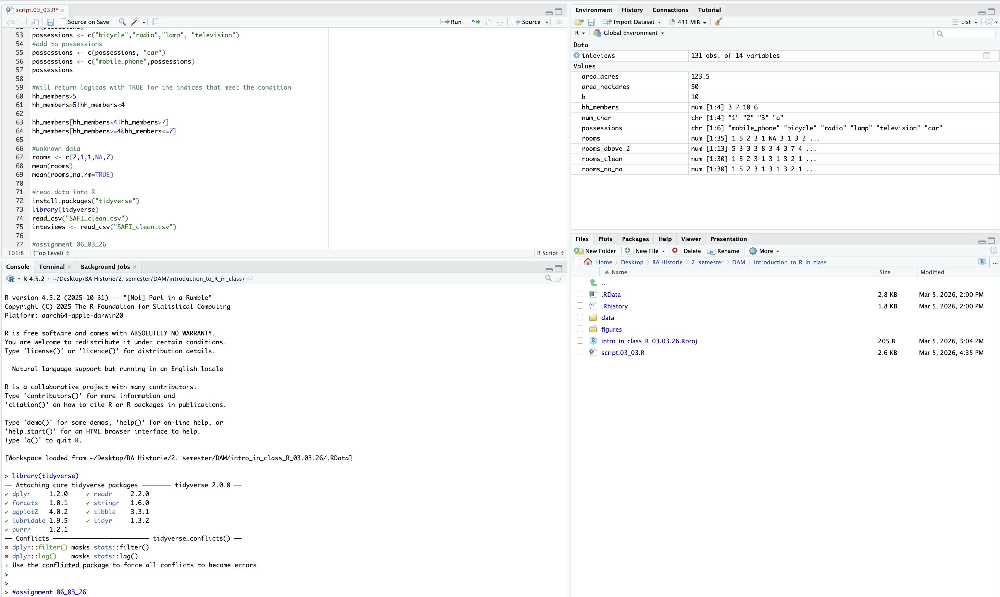 script.03_03.R*
Source on Save
Run
Source
52 rm(possesions)
53 possessions <- c("bicycle","radio","lamp", "television")
54 #add to possessions
55 possessions <- c(possessions, "car")
56 possessions <- c("mobile_phone",possessions)
57 possessions
58
59 #will return logicas with TRUE for the indices that meet the condition
60 hh_members>5
61 hh_members>5|hh_members<4
62
63 hh_members[hh_members<4|hh_members>7]
64 hh_members[hh_members>=4&hh_members<=7]
65
66 #unknown data
67 rooms <- c(2,1,1,NA,7)
68 mean(rooms)
69 mean(rooms,na.rm=TRUE)
70
71 #read data into R
72 install.packages("tidyverse")
73 library(tidyverse)
74 read_csv("SAFI_clean.csv")
75 inteviews <- read_csv("SAFI_clean.csv")
76
77 #assignment 06_03_26
101:8 (Top Level) R Script
Console Terminal Background Jobs
R 4.5.2 · ~/Desktop/BA Historie/2. semester/DAM/introduction_to_R_in_class/
R version 4.5.2 (2025-10-31) -- "[Not] Part in a Rumble"
Copyright (C) 2025 The R Foundation for Statistical Computing
Platform: aarch64-apple-darwin20
R is free software and comes with ABSOLUTELY NO WARRANTY.
You are welcome to redistribute it under certain conditions.
Type 'license()' or 'licence()' for distribution details.
Natural language support but running in an English locale
R is a collaborative project with many contributors.
Type 'contributors()' for more information and
'citation()' on how to cite R or R packages in publications.
Type 'demo()' for some demos, 'help()' for on-line help, or
'help.start()' for an HTML browser interface to help.
Type 'q()' to quit R.
[Workspace loaded from ~/Desktop/BA Historie/2. semester/DAM/intro_in_class_R_03.03.26/.RData]
> library(tidyverse)
── Attaching core tidyverse packages ──────── tidyverse 2.0.0 ──
✔ dplyr 1.2.0 ✔ readr 2.2.0
✔ forcats 1.0.1 ✔ stringr 1.6.0
✔ ggplot2 4.0.2 ✔ tibble 3.3.1
✔ lubridate 1.9.5 ✔ tidyr 1.3.2
✔ purrr 1.2.1
── Conflicts ────────────────────────── tidyverse_conflicts() ──
✖ dplyr::filter() masks stats::filter()
✖ dplyr::lag() masks stats::lag()
ℹ Use the conflicted package to force all conflicts to become errors
>
>
> #assignment 06_03_26
Environment History Connections Tutorial
Import Dataset 431 MiB List
R Global Environment
Data
inteviews 131 obs. of 14 variables
Values
area_acres 123.5
area_hectares 50
b 10
hh_members num [1:4] 3 7 10 6
num_char chr [1:4] "1" "2" "3" "a"
possessions chr [1:6] "mobile_phone" "bicycle" "radio" "lamp" "television" "car"
rooms num [1:35] 1 5 2 3 1 NA 3 1 3 2 ...
rooms_above_2 num [1:13] 5 3 3 3 8 3 4 3 7 4 ...
rooms_clean num [1:30] 1 5 2 3 1 3 1 3 2 1 ...
rooms_no_na num [1:30] 1 5 2 3 1 3 1 3 2 1 ...
Files Plots Packages Help Viewer Presentation
New Folder New File Delete Rename More
Home Desktop BA Historie 2. semester DAM introduction_to_R_in_class ...
Name Size Modified
..
.RData 2.8 KB Mar 5, 2026, 2:00 PM
.Rhistory 1.8 KB Mar 5, 2026, 2:00 PM
data
figures
intro_in_class_R_03.03.26.Rproj 205 B Mar 5, 2026, 3:04 PM
script.03_03.R 2.6 KB Mar 5, 2026, 4:35 PM